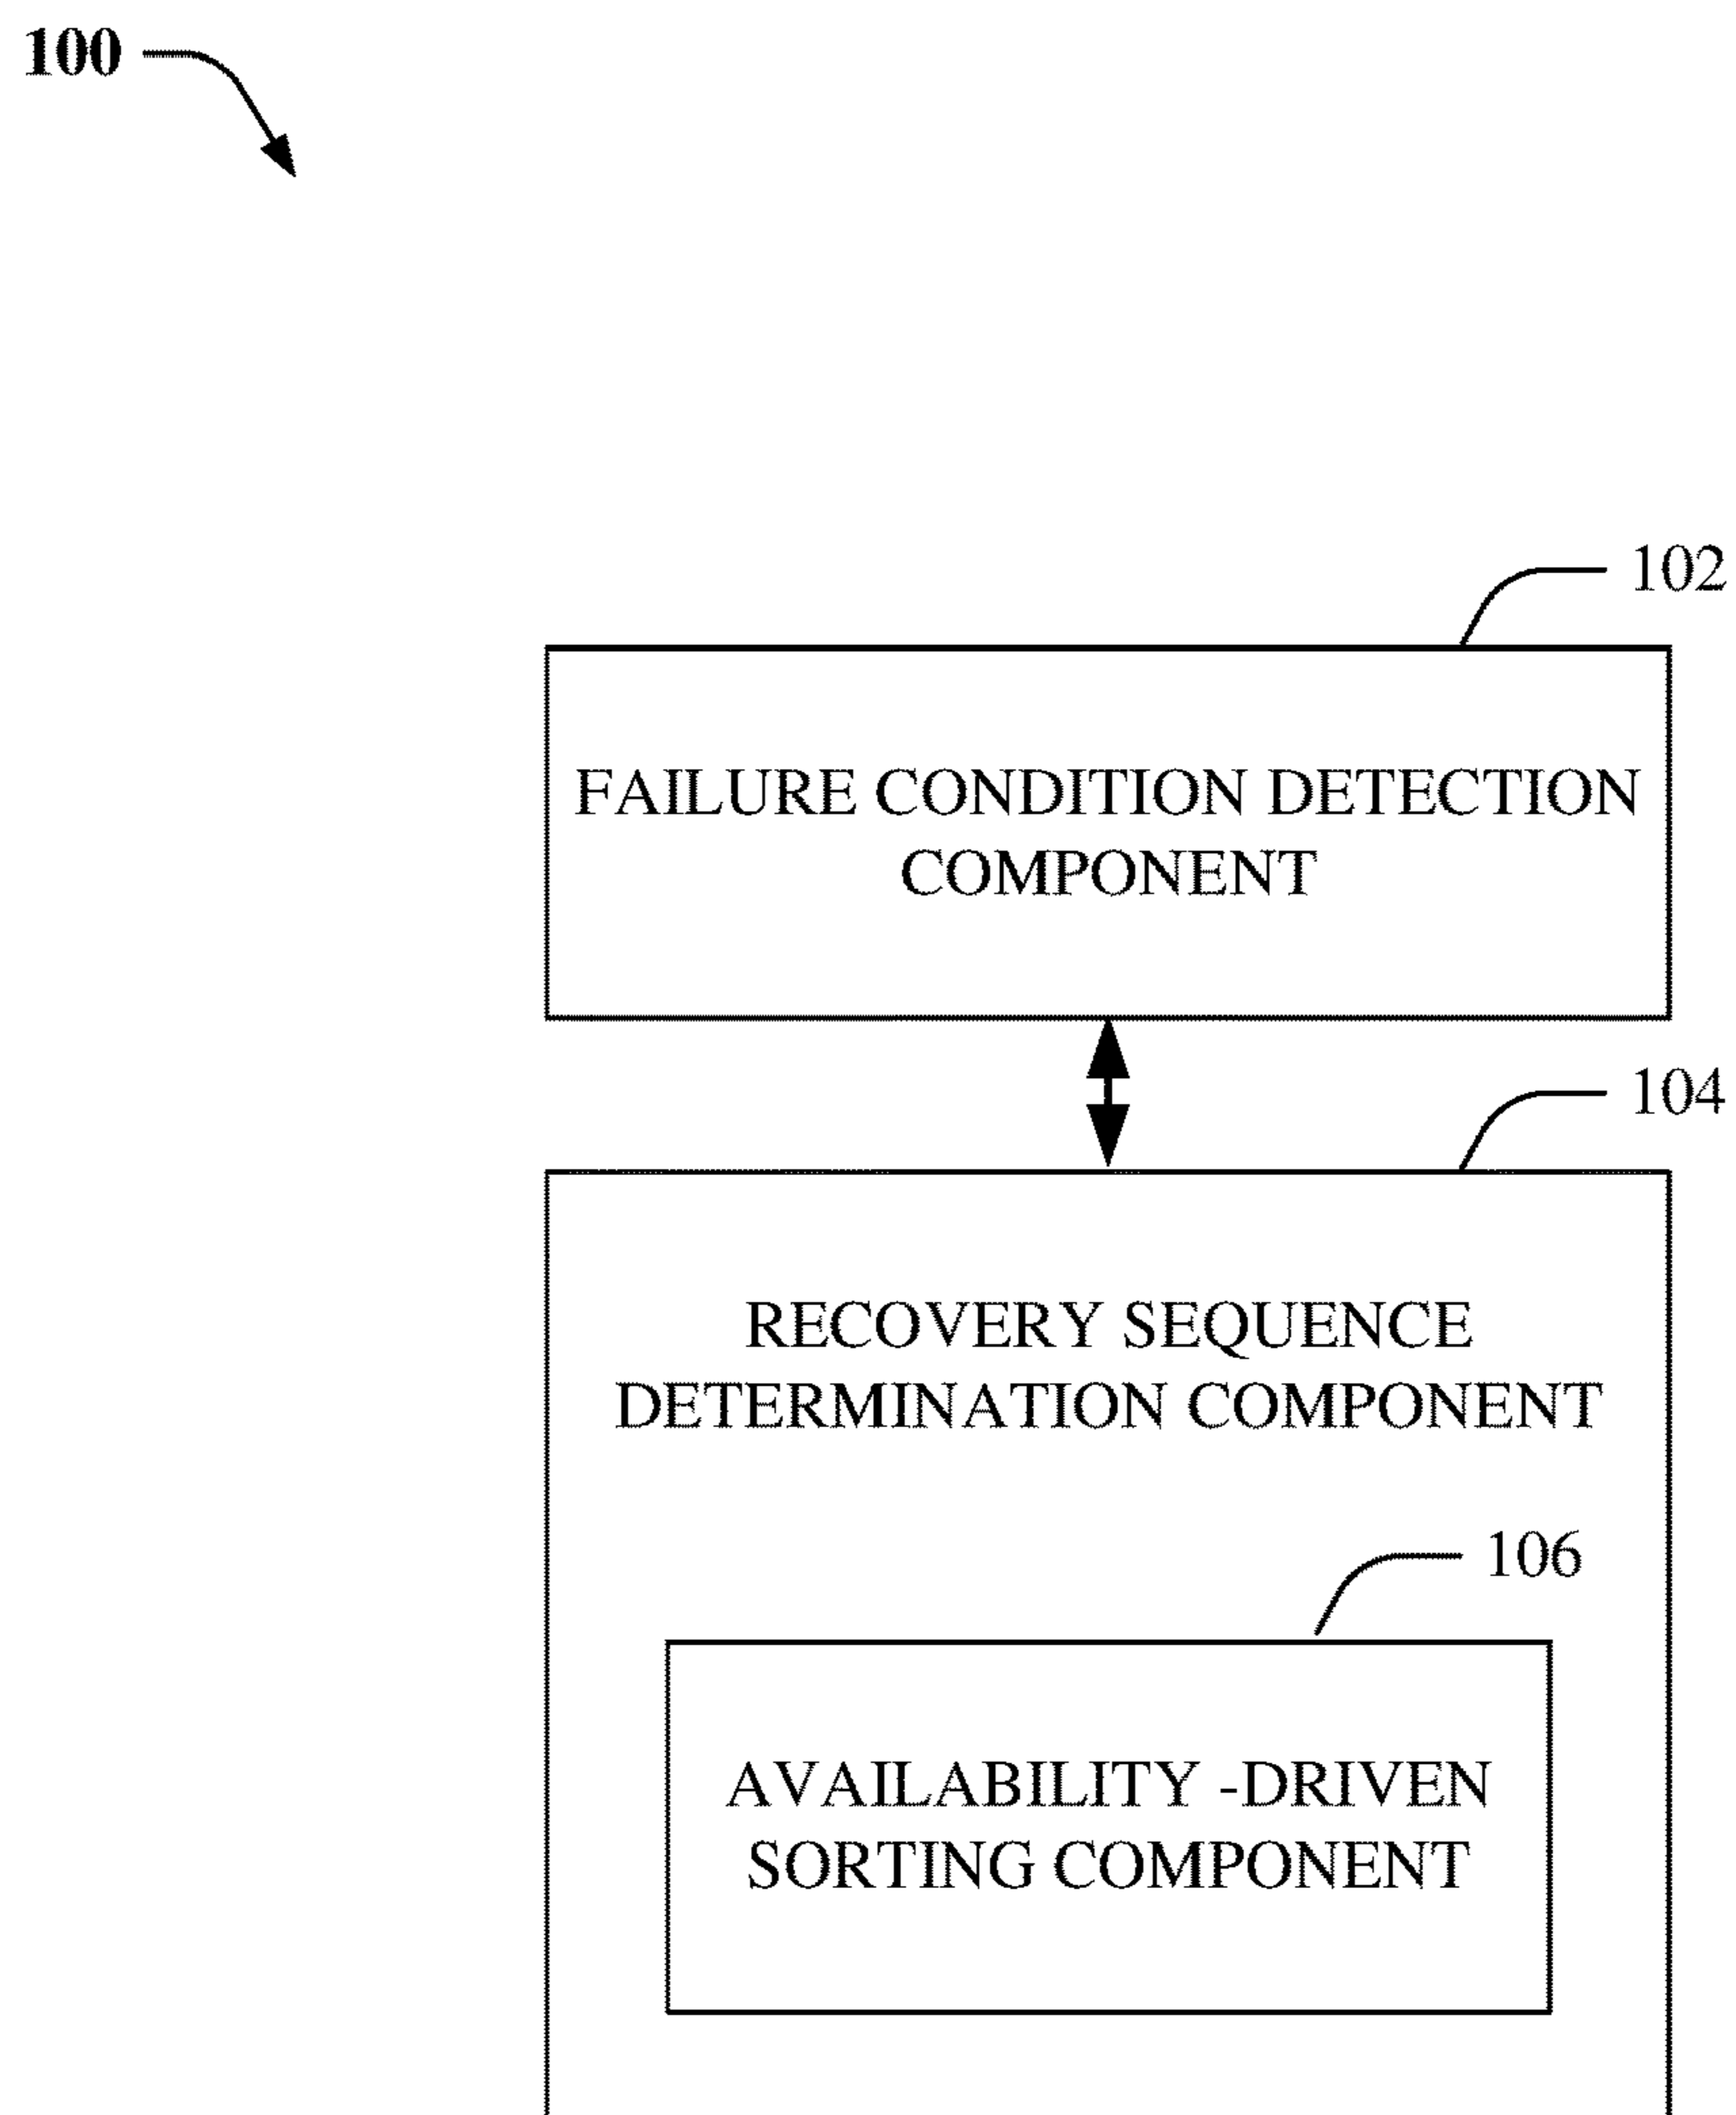 100
102
FAILURE CONDITION DETECTION
COMPONENT
104
RECOVERY SEQUENCE
DETERMINATION COMPONENT
106
AVAILABILITY -DRIVEN
SORTING COMPONENT